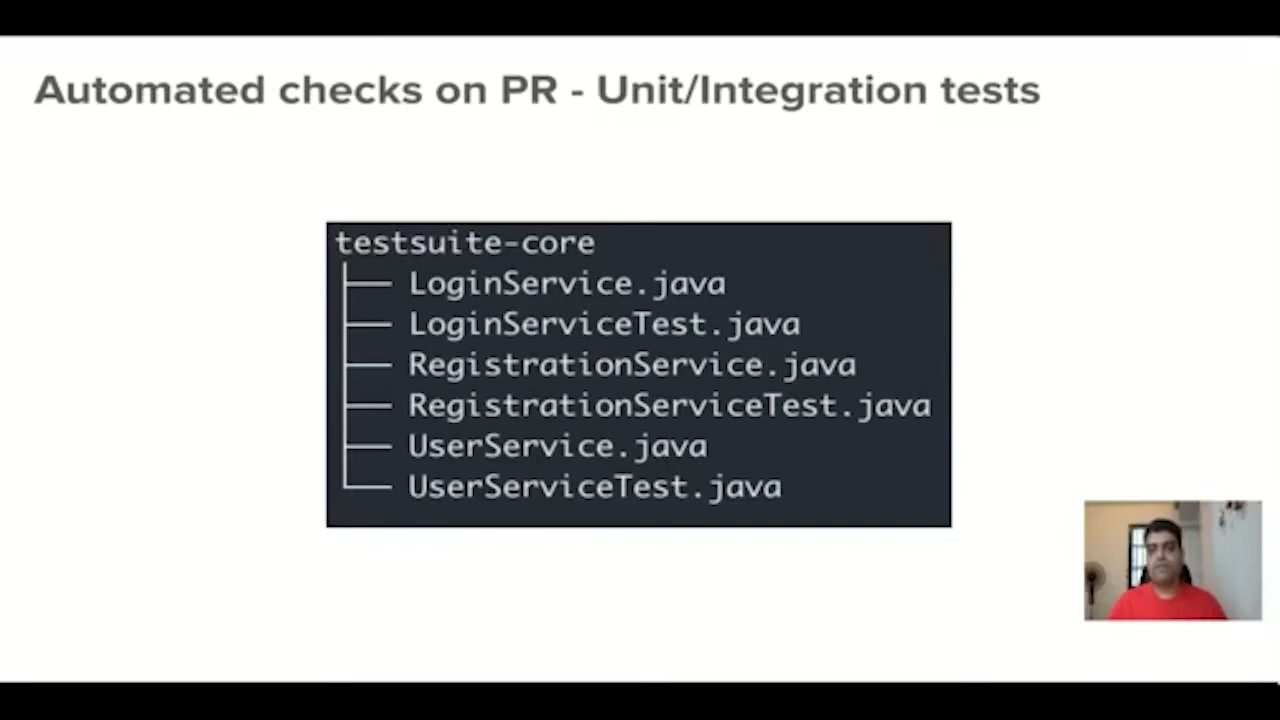 Automated checks on PR - Unit/Integration tests
testsuite-core
LoginService.java
LoginServiceTest.java
RegistrationService.java
RegistrationServiceTest.java
UserService.java
UserServiceTest.java